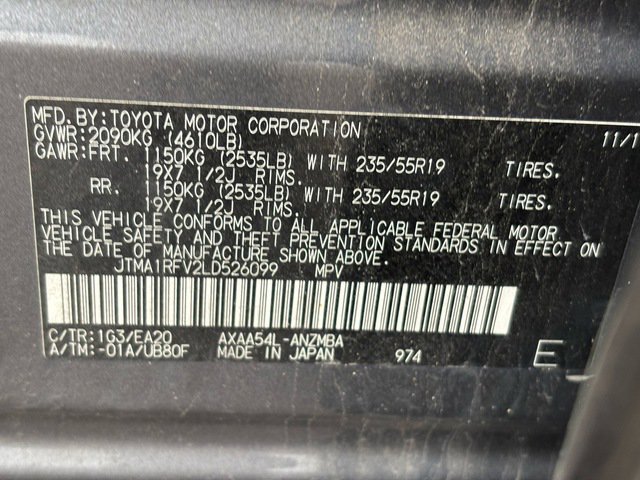 MFD.BY:TOYOTA MOTOR CORPORATION 11/1
GVWR:2090KG (4610LB)
GAWR:FRT. 1150KG (2535LB) WITH 235/55R19 TIRES.
19X7 1/2J RIMS.
RR. 1150KG (2535LB) WITH 235/55R19 TIRES.
19X7 1/2J RIMS.
THIS VEHICLE CONFORMS TO ALL APPLICABLE FEDERAL MOTOR
VEHICLE SAFETY AND THEFT PREVENTION STANDARDS IN EFFECT ON
THE DATE OF MANUFACTURE SHOWN ABOVE.
JTMA1RFV2LD526099 MPV
C/TR:1G3/EA20 AXAA54L-ANZMBA
A/TM:-01A/UB80F MADE IN JAPAN 974 E